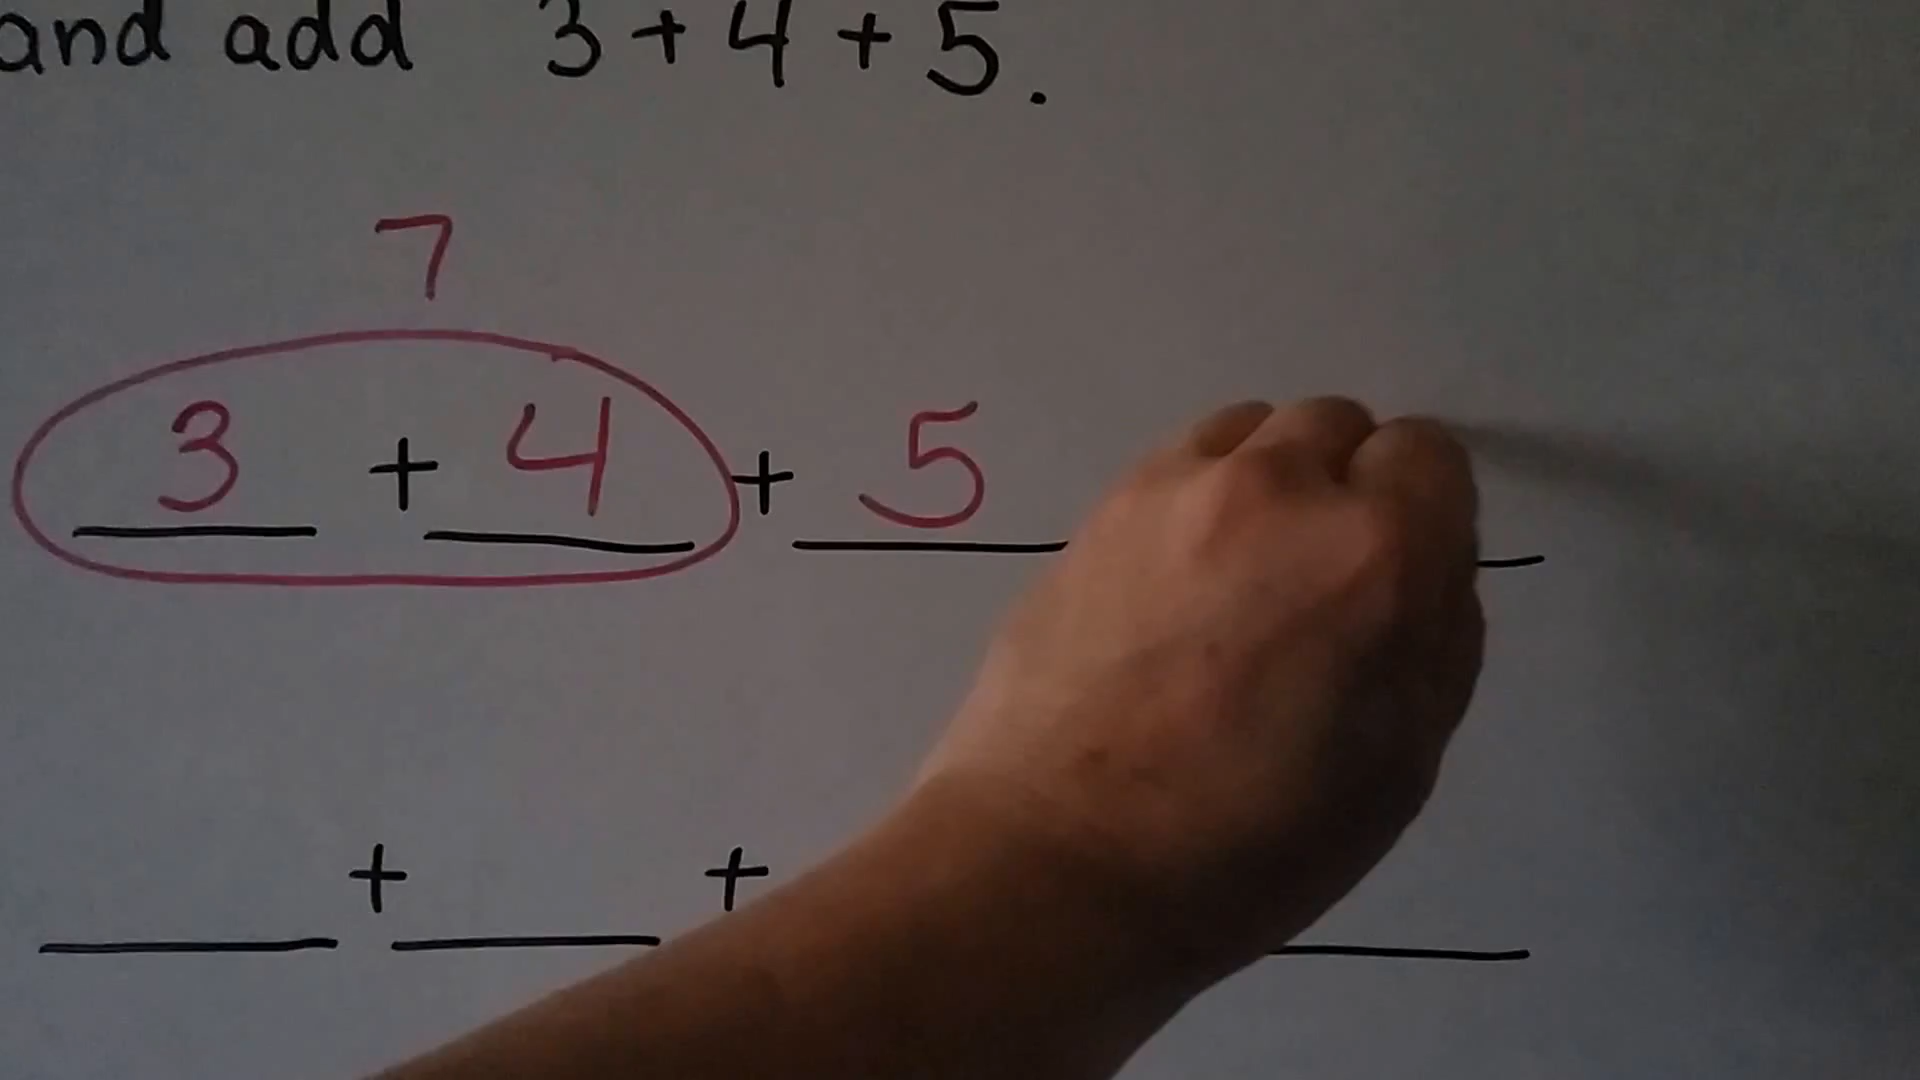 and add 3 + 4 + 5.
7
3 + 4 + 5
+ +